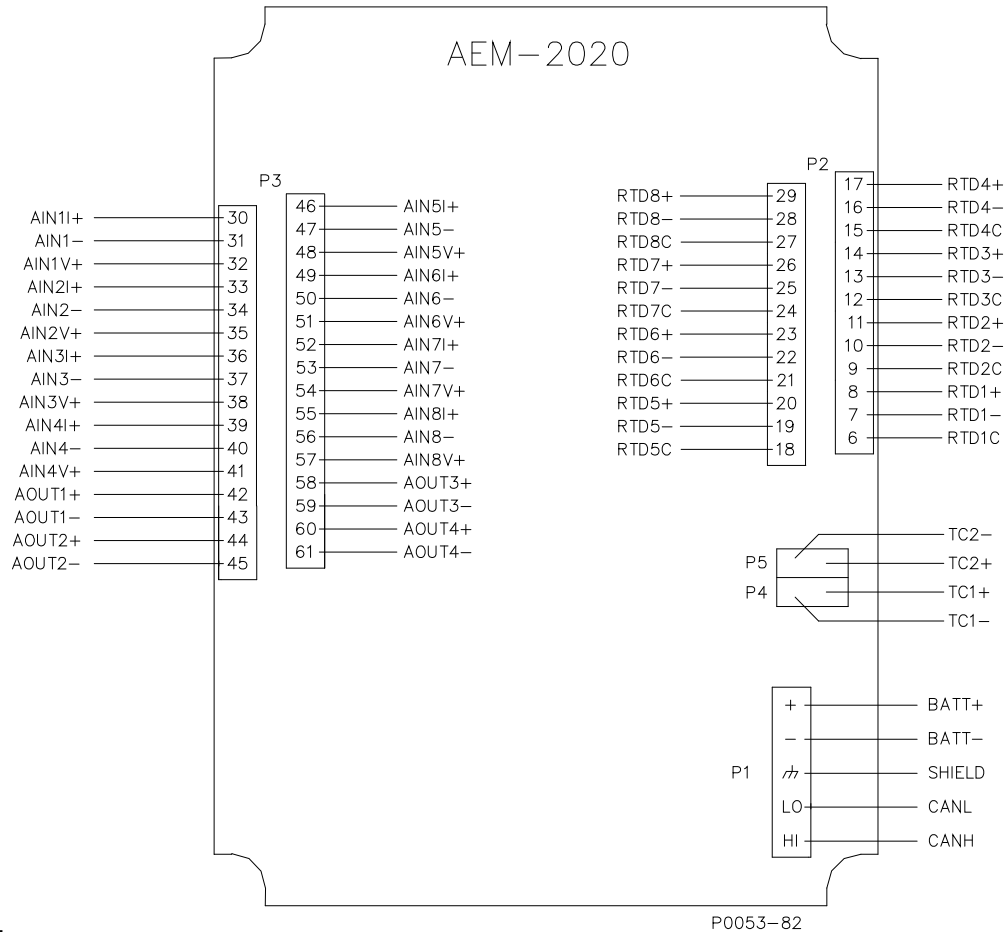 AEM-2020
P3
AIN1I+ 30
AIN1- 31
AIN1V+ 32
AIN2I+ 33
AIN2- 34
AIN2V+ 35
AIN3I+ 36
AIN3- 37
AIN3V+ 38
AIN4I+ 39
AIN4- 40
AIN4V+ 41
AOUT1+ 42
AOUT1- 43
AOUT2+ 44
AOUT2- 45
46 AIN5I+
47 AIN5-
48 AIN5V+
49 AIN6I+
50 AIN6-
51 AIN6V+
52 AIN7I+
53 AIN7-
54 AIN7V+
55 AIN8I+
56 AIN8-
57 AIN8V+
58 AOUT3+
59 AOUT3-
60 AOUT4+
61 AOUT4-
P2
RTD8+ 29
RTD8- 28
RTD8C 27
RTD7+ 26
RTD7- 25
RTD7C 24
RTD6+ 23
RTD6- 22
RTD6C 21
RTD5+ 20
RTD5- 19
RTD5C 18
17 RTD4+
16 RTD4-
15 RTD4C
14 RTD3+
13 RTD3-
12 RTD3C
11 RTD2+
10 RTD2-
9 RTD2C
8 RTD1+
7 RTD1-
6 RTD1C
TC2-
P5 TC2+
P4 TC1+
TC1-
P1
+ BATT+
- BATT-
SHIELD
LO CANL
HI CANH
P0053-82